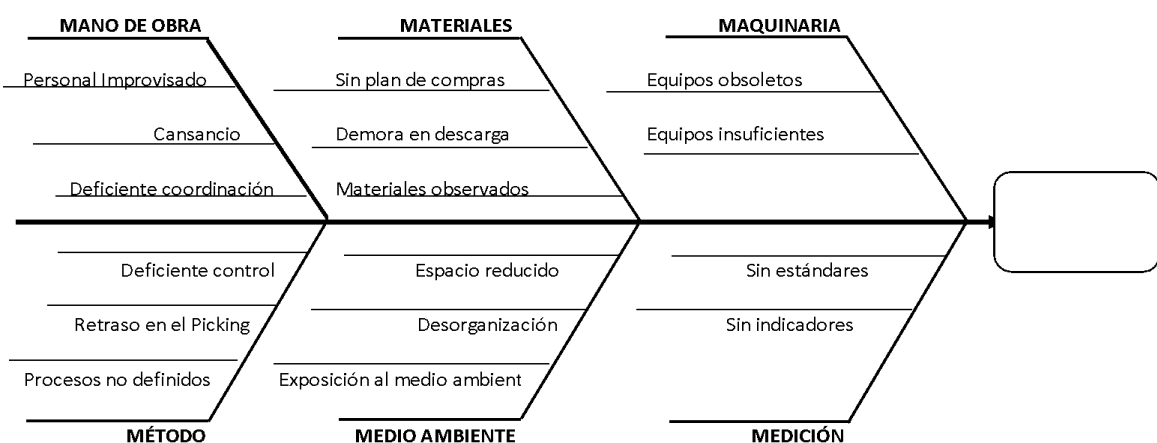 MANO DE OBRA
MATERIALES
MAQUINARIA
Personal Improvisado
Sin plan de compras
Equipos obsoletos
Cansancio
Demora en descarga
Equipos insuficientes
Deficiente coordinación
Materiales observados
Deficiente control
Espacio reducido
Sin estándares
Retraso en el Picking
Desorganización
Sin indicadores
Procesos no definidos
Exposición al medio ambient
MÉTODO
MEDIO AMBIENTE
MEDICIÓN